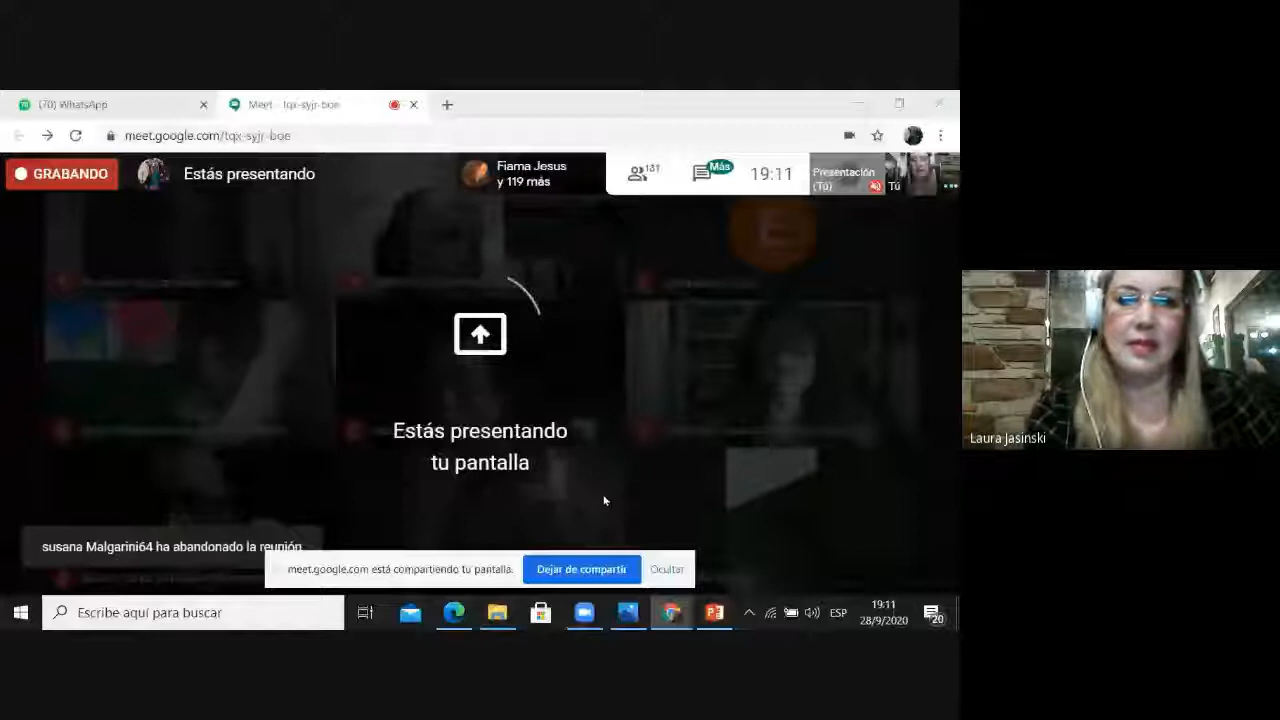 (70) WhatsApp
Meet - tqx-syjr-boe
meet.google.com/tqx-syjr-boe
GRABANDO
Estás presentando
Fiama Jesus
y 119 más
131
Más
19:11
Presentación
(Tú)
Tú
Estás presentando
tu pantalla
susana Malgarini64 ha abandonado la reunión
meet.google.com está compartiendo tu pantalla.
Dejar de compartir
Ocultar
Laura Jasinski
Escribe aquí para buscar
ESP
19:11
28/9/2020
20